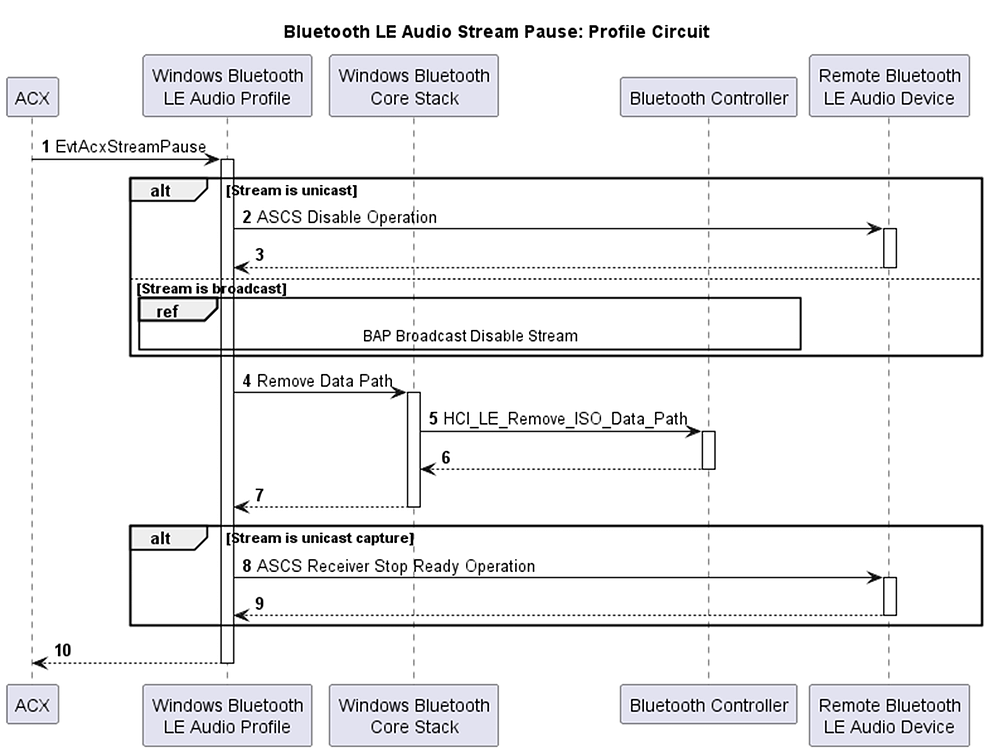 Bluetooth LE Audio Stream Pause: Profile Circuit
ACX
Windows Bluetooth
LE Audio Profile
Windows Bluetooth
Core Stack
Bluetooth Controller
Remote Bluetooth
LE Audio Device
1 EvtAcxStreamPause
alt [Stream is unicast]
2 ASCS Disable Operation
3
[Stream is broadcast]
ref
BAP Broadcast Disable Stream
4 Remove Data Path
5 HCI_LE_Remove_ISO_Data_Path
6
7
alt [Stream is unicast capture]
8 ASCS Receiver Stop Ready Operation
9
10
ACX
Windows Bluetooth
LE Audio Profile
Windows Bluetooth
Core Stack
Bluetooth Controller
Remote Bluetooth
LE Audio Device